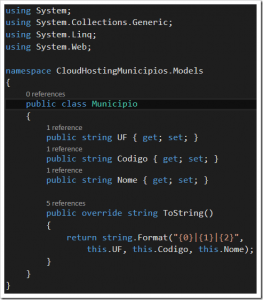 using System;
using System.Collections.Generic;
using System.Linq;
using System.Web;
namespace CloudHostingMunicipios.Models
{
0 references
public class Municipio
{
1 reference
public string UF { get; set; }
1 reference
public string Codigo { get; set; }
1 reference
public string Nome { get; set; }
5 references
public override string ToString()
{
return string.Format("{0}|{1}|{2}",
this.UF, this.Codigo, this.Nome);
}
}
}